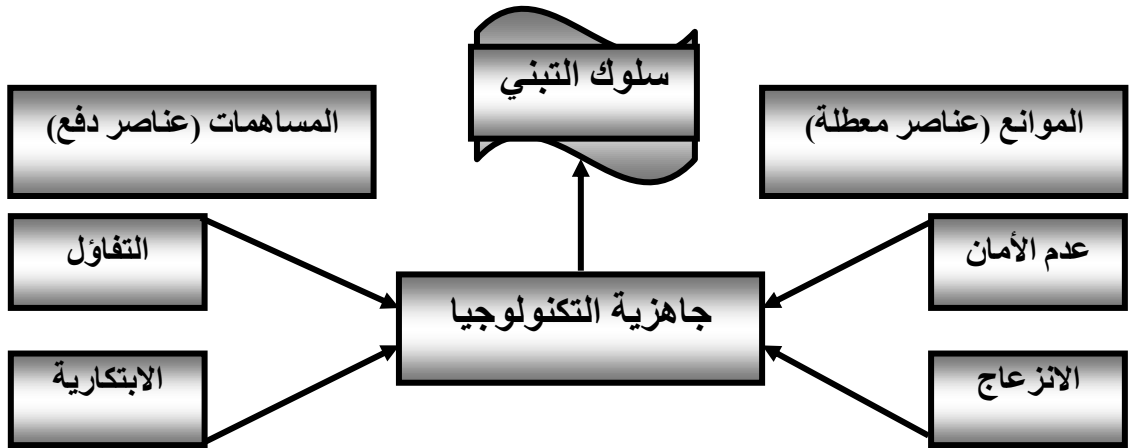 سلوك التبني
الموانع (عناصر معطلة)
المساهمات (عناصر دفع)
عدم الأمان
التفاؤل
جاهزية التكنولوجيا
الانزعاج
الابتكارية